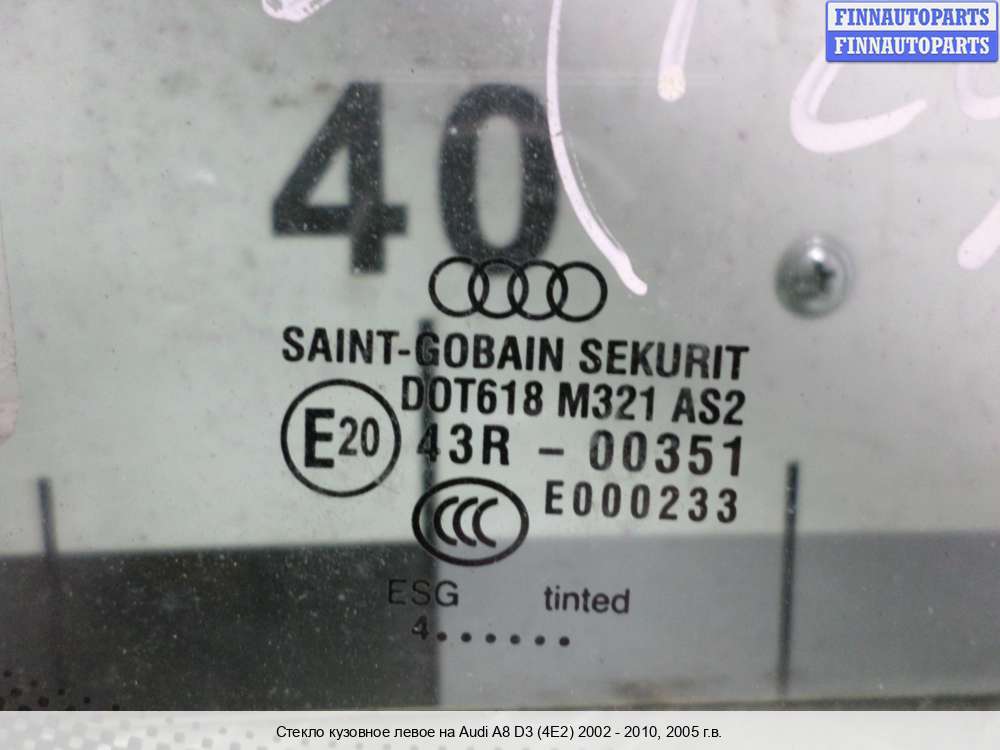 FINNAUTOPARTS
FINNAUTOPARTS
40
SAINT-GOBAIN SEKURIT
DOT618 M321 AS2
E20 43R - 00351
CCC E000233
ESG tinted
4......
Стекло кузовное левое на Audi A8 D3 (4E2) 2002 - 2010, 2005 г.в.